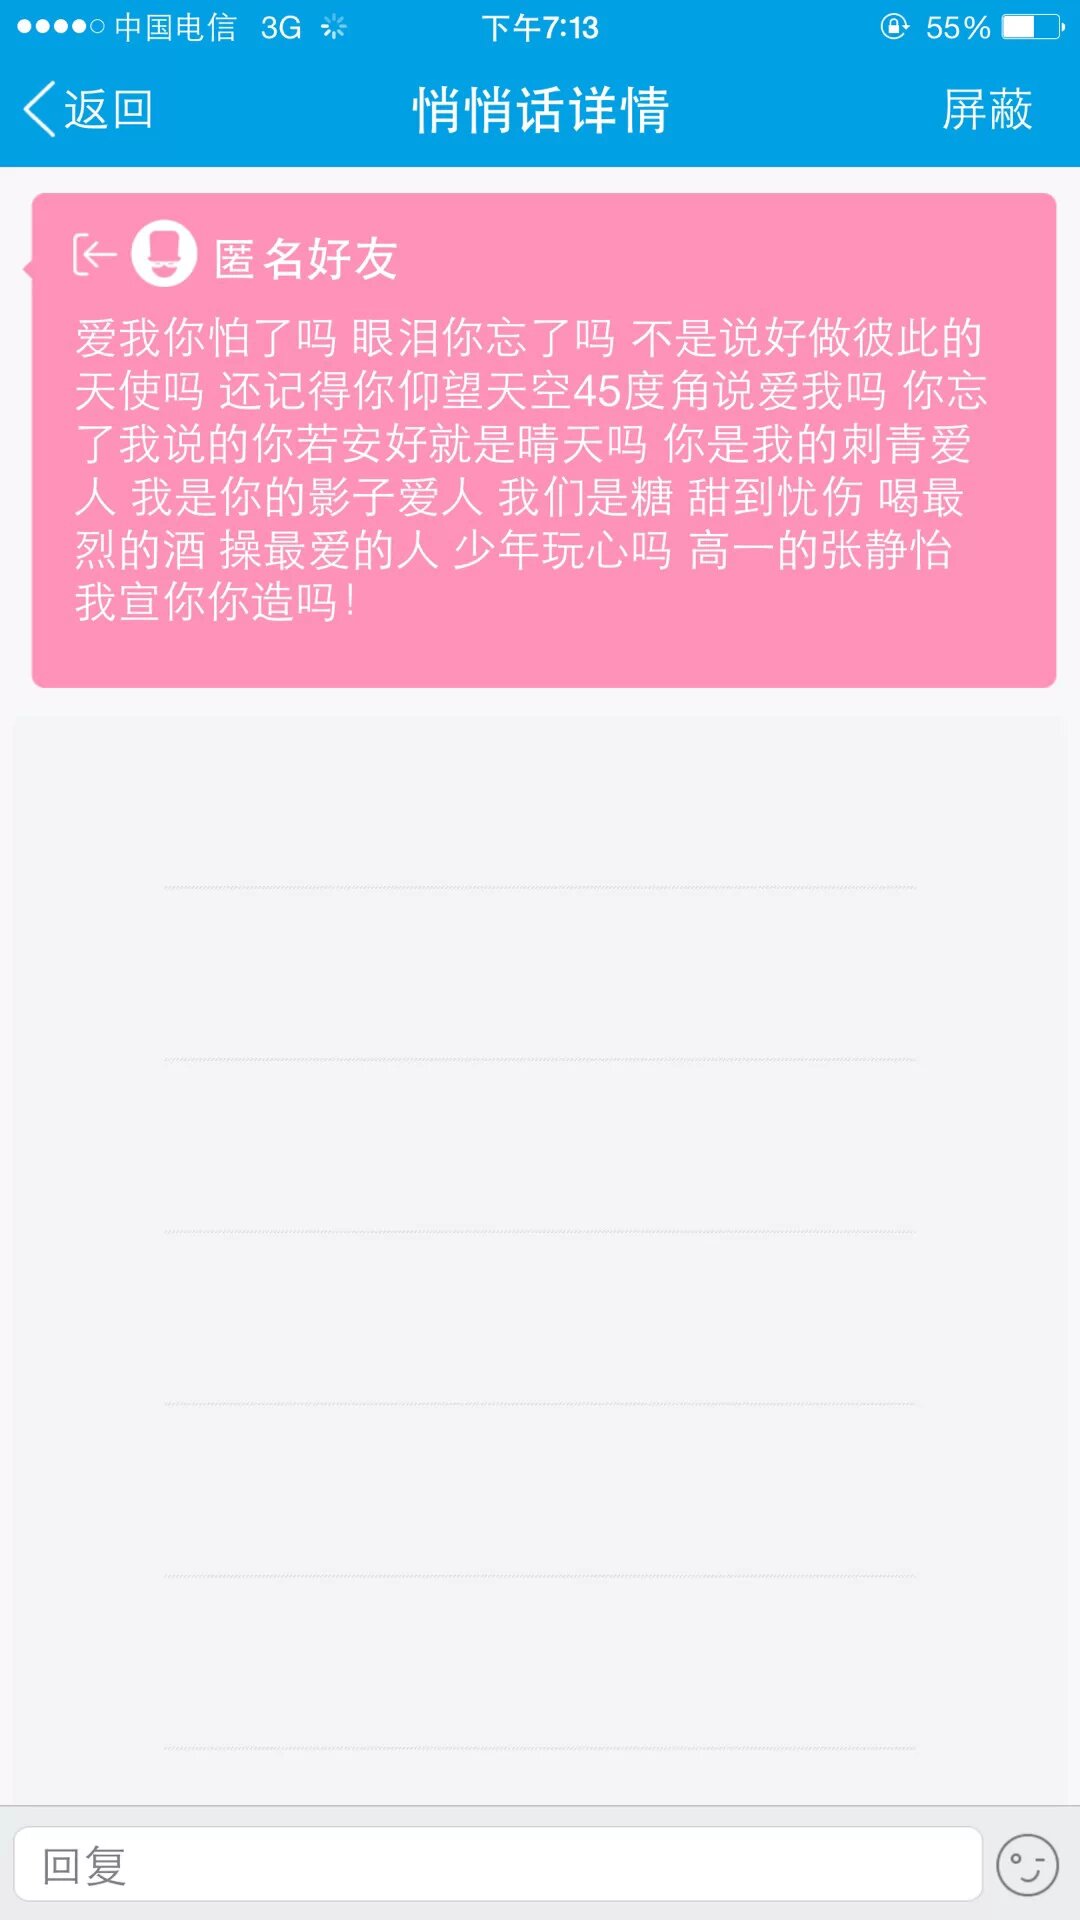 中国电信 3G 下午7:13 55%
返回 悄悄话详情 屏蔽
匿名好友
爱我你怕了吗 眼泪你忘了吗 不是说好做彼此的
天使吗 还记得你仰望天空45度角说爱我吗 你忘
了我说的你若安好就是晴天吗 你是我的刺青爱
人 我是你的影子爱人 我们是糖 甜到忧伤 喝最
烈的酒 操最爱的人 少年玩心吗 高一的张静怡
我宣你你造吗！
回复